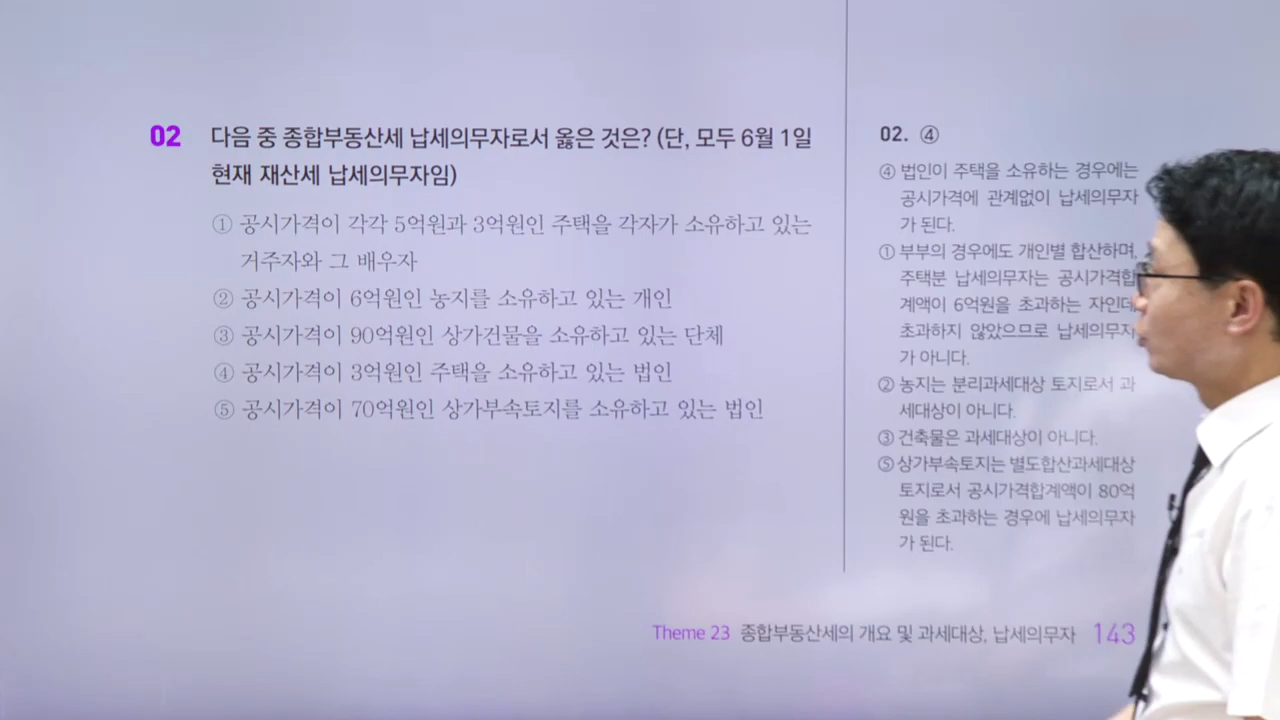 02 다음 중 종합부동산세 납세의무자로서 옳은 것은? (단, 모두 6월 1일
현재 재산세 납세의무자임)
① 공시가격이 각각 5억원과 3억원인 주택을 각자가 소유하고 있는
거주자와 그 배우자
② 공시가격이 6억원인 농지를 소유하고 있는 개인
③ 공시가격이 90억원인 상가건물을 소유하고 있는 단체
④ 공시가격이 3억원인 주택을 소유하고 있는 법인
⑤ 공시가격이 70억원인 상가부속토지를 소유하고 있는 법인
02. ④
④ 법인이 주택을 소유하는 경우에는
공시가격에 관계없이 납세의무자
가 된다.
① 부부의 경우에도 개인별 합산하며,
주택분 납세의무자는 공시가격합
계액이 6억원을 초과하는 자인데
초과하지 않았으므로 납세의무자
가 아니다.
② 농지는 분리과세대상 토지로서 과
세대상이 아니다.
③ 건축물은 과세대상이 아니다.
⑤ 상가부속토지는 별도합산과세대상
토지로서 공시가격합계액이 80억
원을 초과하는 경우에 납세의무자
가 된다.
Theme 23 종합부동산세의 개요 및 과세대상, 납세의무자 143